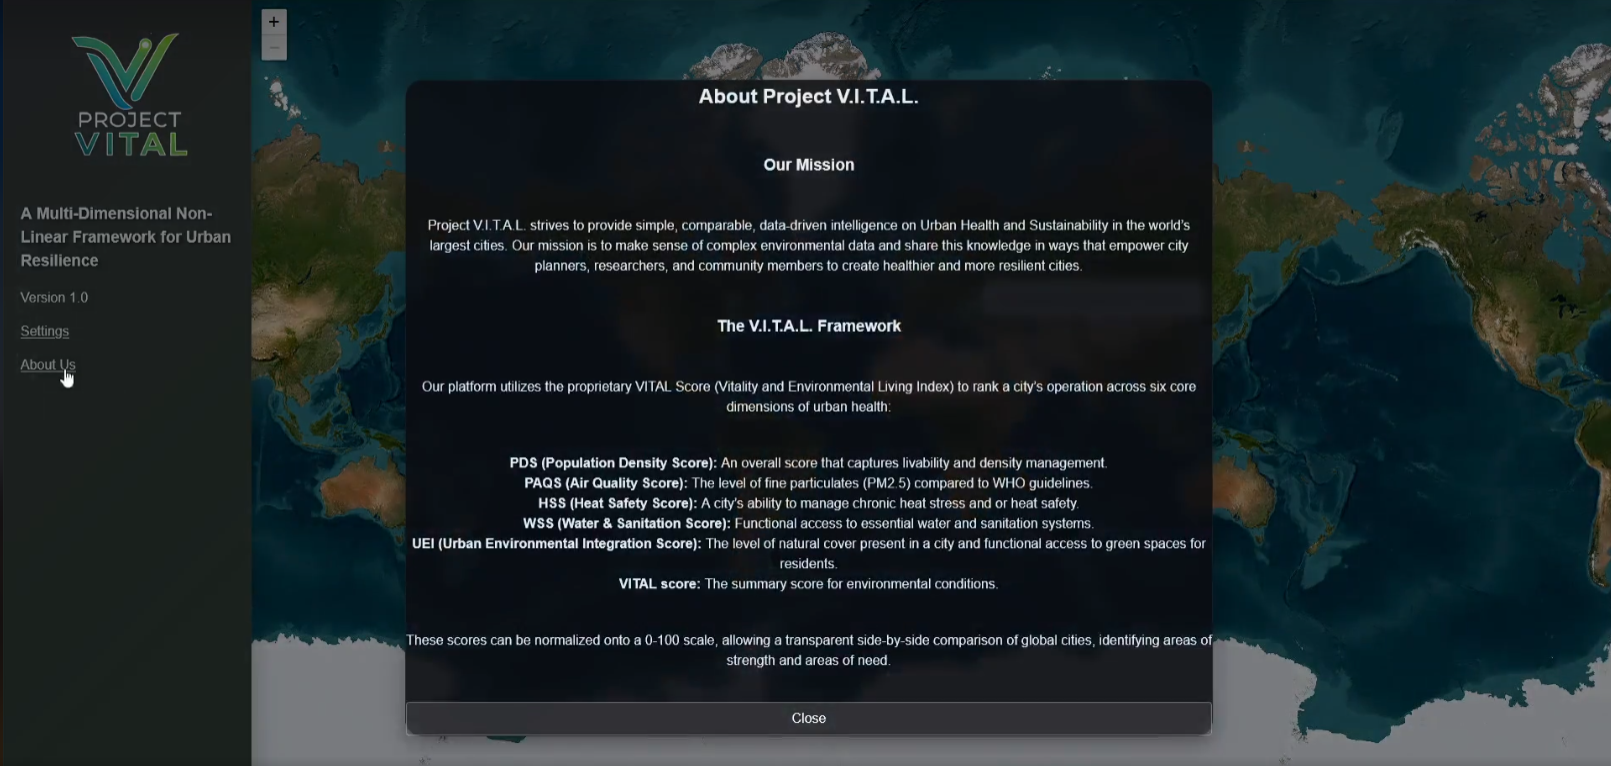 PROJECT
VITAL
A Multi-Dimensional Non-
Linear Framework for Urban
Resilience
Version 1.0
Settings
About Us
+
−
About Project V.I.T.A.L.
Our Mission
Project V.I.T.A.L. strives to provide simple, comparable, data-driven intelligence on Urban Health and Sustainability in the world's
largest cities. Our mission is to make sense of complex environmental data and share this knowledge in ways that empower city
planners, researchers, and community members to create healthier and more resilient cities.
The V.I.T.A.L. Framework
Our platform utilizes the proprietary VITAL Score (Vitality and Environmental Living Index) to rank a city's operation across six core
dimensions of urban health:
PDS (Population Density Score): An overall score that captures livability and density management.
PAQS (Air Quality Score): The level of fine particulates (PM2.5) compared to WHO guidelines.
HSS (Heat Safety Score): A city's ability to manage chronic heat stress and or heat safety.
WSS (Water & Sanitation Score): Functional access to essential water and sanitation systems.
UEI (Urban Environmental Integration Score): The level of natural cover present in a city and functional access to green spaces for
residents.
VITAL score: The summary score for environmental conditions.
These scores can be normalized onto a 0-100 scale, allowing a transparent side-by-side comparison of global cities, identifying areas of
strength and areas of need.
Close